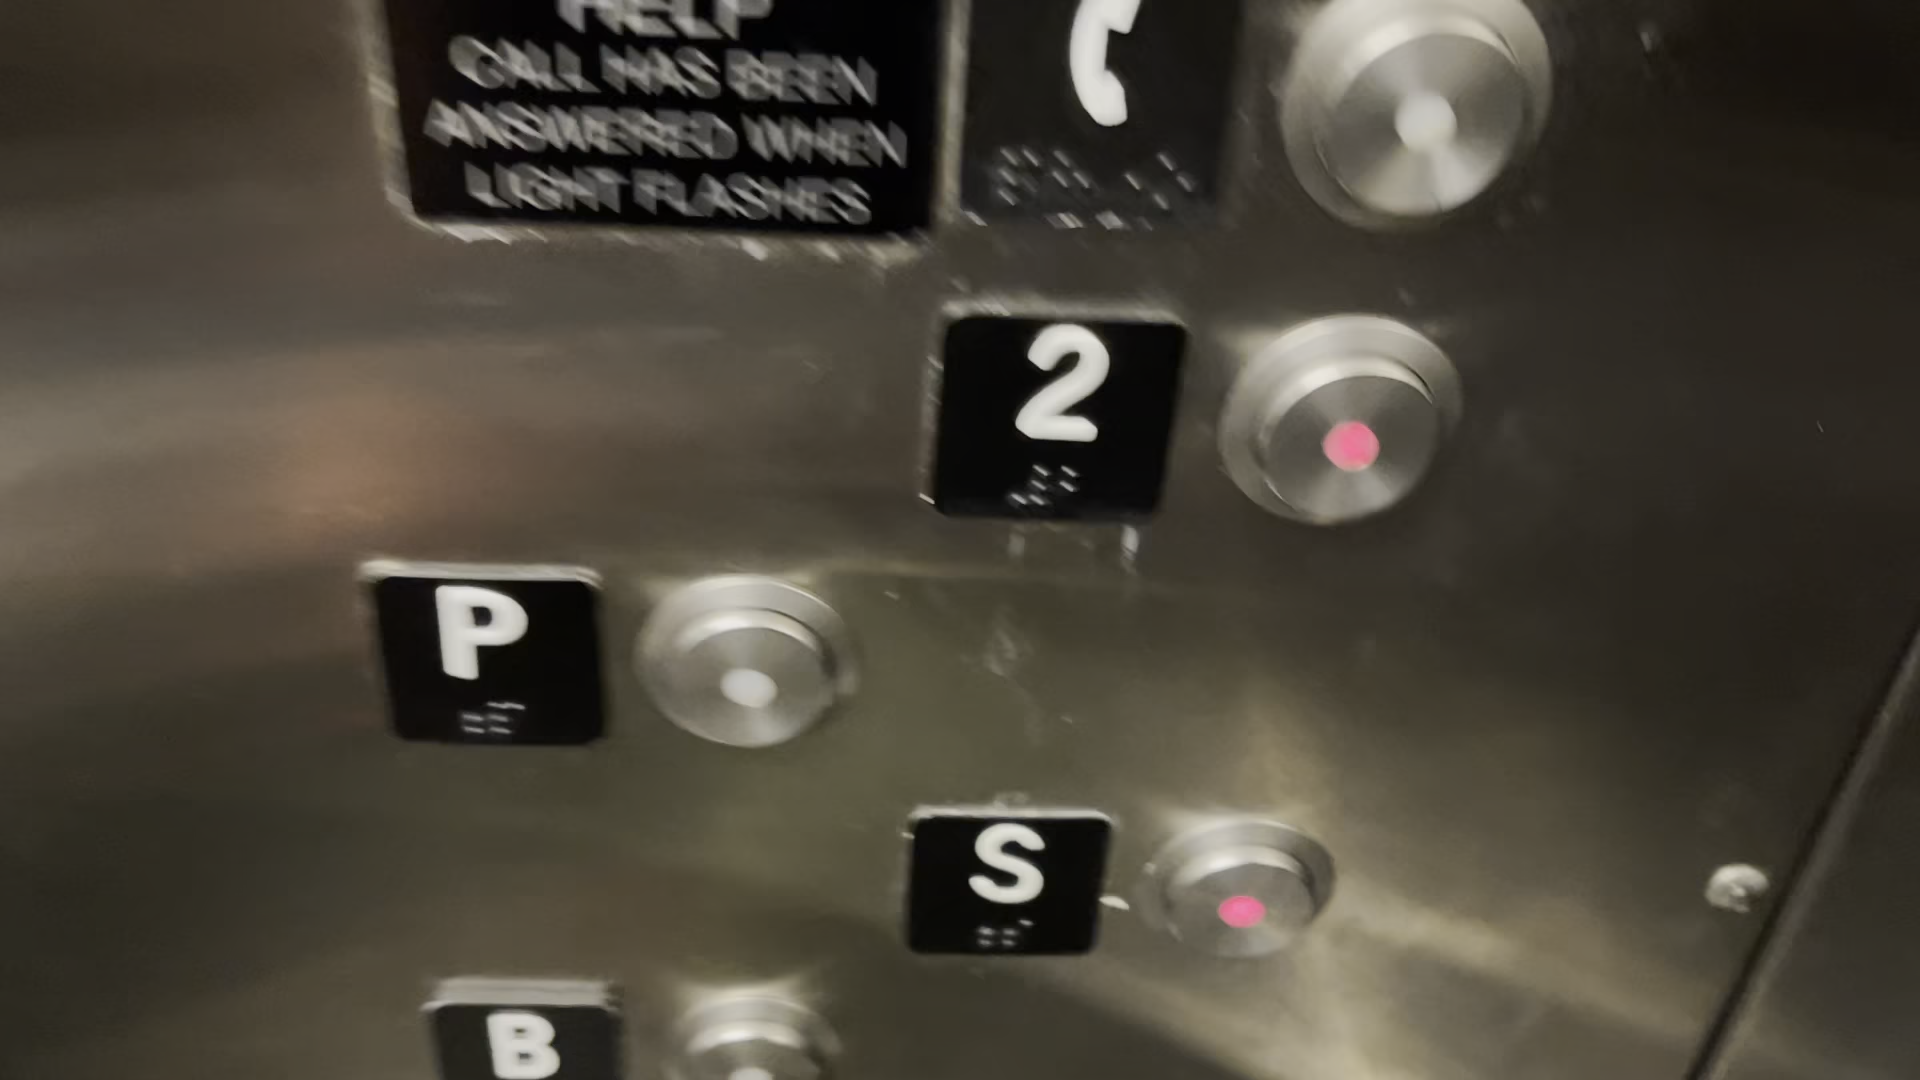 HELP
CALL HAS BEEN
ANSWERED WHEN
LIGHT FLASHES
2
P
S
B